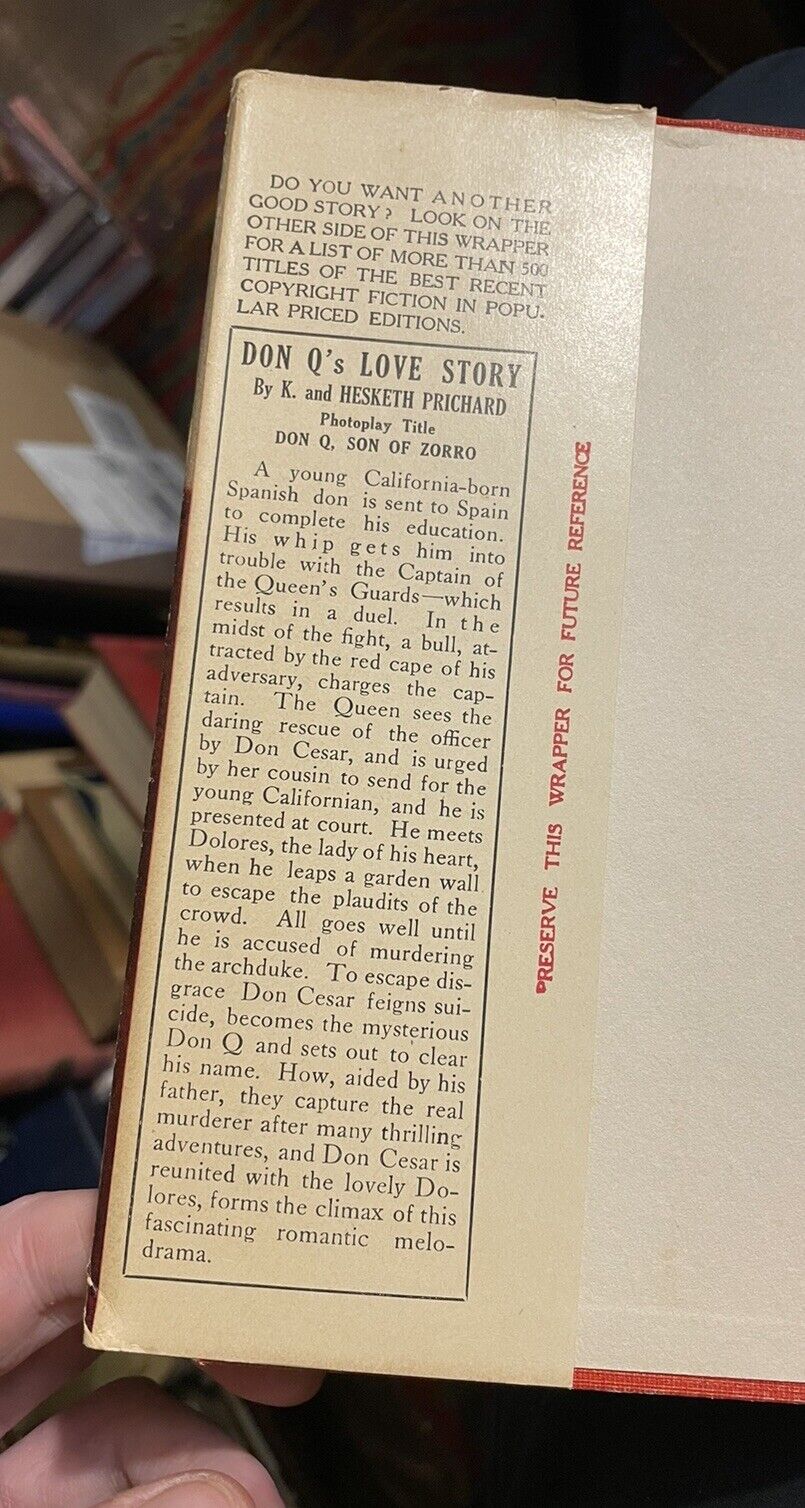 DO YOU WANT ANOTHER
GOOD STORY? LOOK ON THE
OTHER SIDE OF THIS WRAPPER
FOR A LIST OF MORE THAN 500
TITLES OF THE BEST RECENT
COPYRIGHT FICTION IN POPU-
LAR PRICED EDITIONS.
DON Q's LOVE STORY
By K. and HESKETH PRICHARD
Photoplay Title
DON Q, SON OF ZORRO
A young California-born
Spanish don is sent to Spain
to complete his education.
His whip gets him into
trouble with the Captain of
the Queen's Guards—which
results in a duel. In the
midst of the fight, a bull, at-
tracted by the red cape of his
adversary, charges the cap-
tain. The Queen sees the
daring rescue of the officer
by Don Cesar, and is urged
by her cousin to send for the
young Californian, and he is
presented at court. He meets
Dolores, the lady of his heart,
when he leaps a garden wall
to escape the plaudits of the
crowd. All goes well until
he is accused of murdering
the archduke. To escape dis-
grace Don Cesar feigns sui-
cide, becomes the mysterious
Don Q and sets out to clear
his name. How, aided by his
father, they capture the real
murderer after many thrilling
adventures, and Don Cesar is
reunited with the lovely Do-
lores, forms the climax of this
fascinating romantic melo-
drama.
PRESERVE THIS WRAPPER FOR FUTURE REFERENCE